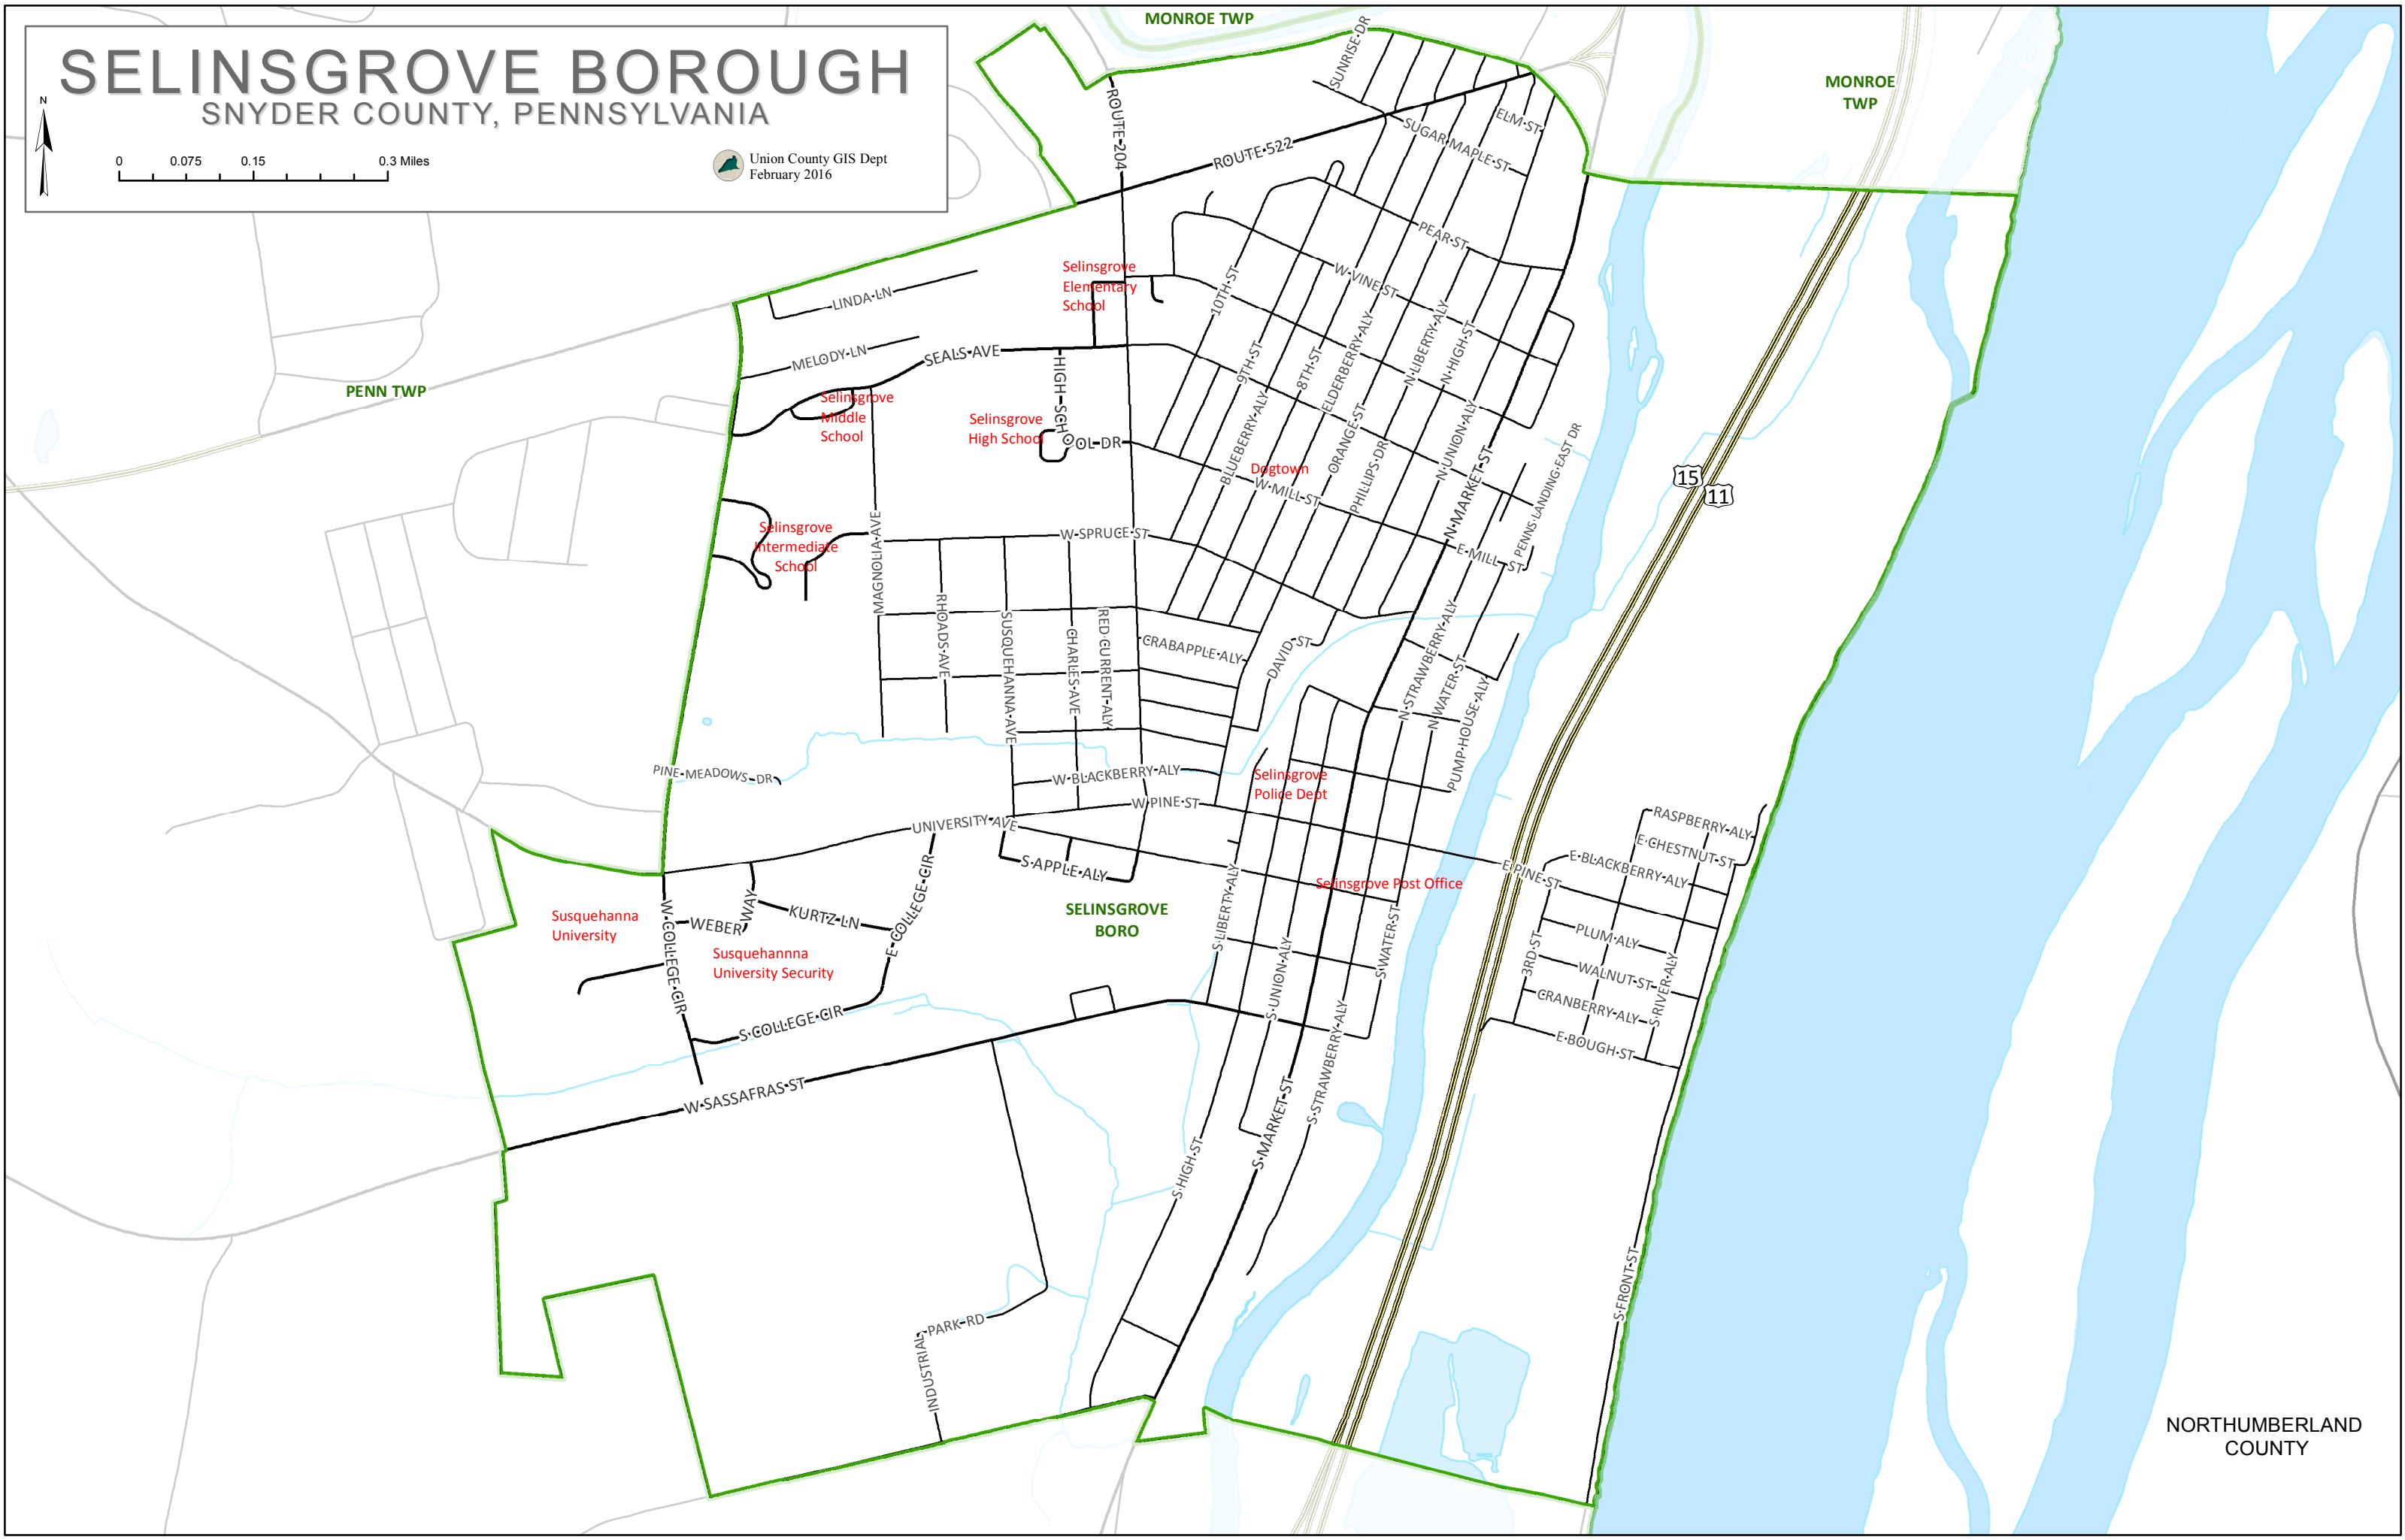 SELINSGROVE BOROUGH
SNYDER COUNTY, PENNSYLVANIA
N
0 0.075 0.15 0.3 Miles
Union County GIS Dept
February 2016
MONROE TWP
MONROE
TWP
PENN TWP
SELINSGROVE
BORO
NORTHUMBERLAND
COUNTY
SUNRISE DR
ROUTE 204
ROUTE 522
ELM ST
SUGAR MAPLE ST
PEAR ST
W VINE ST
10TH ST
Selinsgrove
Elementary
School
LINDA LN
MELODY LN
SEALS AVE
HIGH SCHOOL DR
Selinsgrove
Middle
School
Selinsgrove
High School
9TH ST
8TH ST
ELDERBERRY ALY
N LIBERTY ALY
N HIGH ST
BLUEBERRY ALY
ORANGE ST
PHILLIPS DR
N UNION ALY
N MARKET ST
PENNS LANDING EAST DR
Dogtown
W MILL ST
E MILL ST
15
11
Selinsgrove
Intermediate
School
W SPRUCE ST
MAGNOLIA AVE
RHOADS AVE
SUSQUEHANNA AVE
CHARLES AVE
RED CURRENT ALY
CRABAPPLE ALY
DAVID ST
N STRAWBERRY ALY
N WATER ST
PUMP HOUSE ALY
PINE MEADOWS DR
W BLACKBERRY ALY
W PINE ST
Selinsgrove
Police Dept
UNIVERSITY AVE
S APPLE ALY
E COLLEGE CIR
W COLLEGE CIR
WEBER WAY
KURTZ LN
S COLLEGE CIR
Susquehanna
University
Susquehannna
University Security
Selinsgrove Post Office
E PINE ST
RASPBERRY ALY
E CHESTNUT ST
E BLACKBERRY ALY
PLUM ALY
WALNUT ST
CRANBERRY ALY
E BOUGH ST
3RD ST
S RIVER ALY
S LIBERTY ALY
S UNION ALY
S WATER ST
S STRAWBERRY ALY
S MARKET ST
S HIGH ST
W SASSAFRAS ST
INDUSTRIAL PARK RD
S FRONT ST